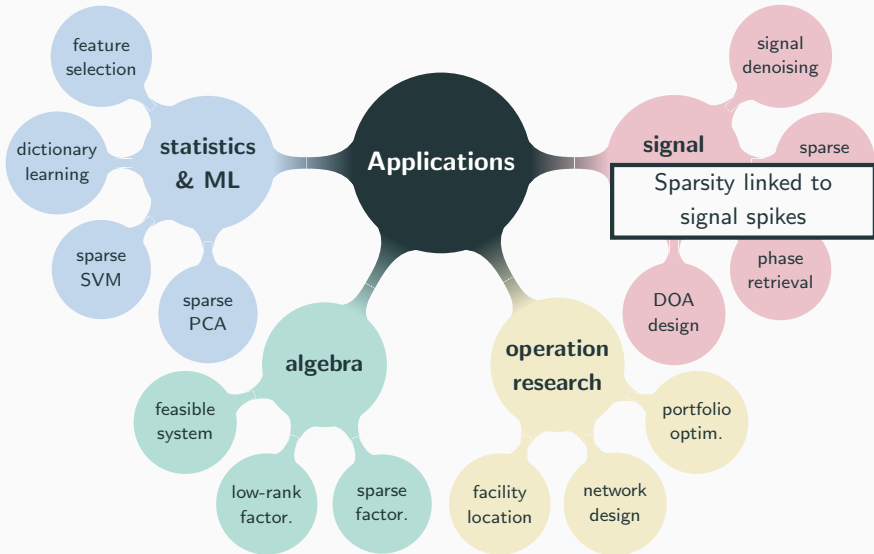 Applications
statistics
& ML
feature
selection
dictionary
learning
sparse
SVM
sparse
PCA
algebra
feasible
system
low-rank
factor.
sparse
factor.
operation
research
facility
location
network
design
portfolio
optim.
signal
Sparsity linked to
signal spikes
signal
denoising
sparse
phase
retrieval
DOA
design